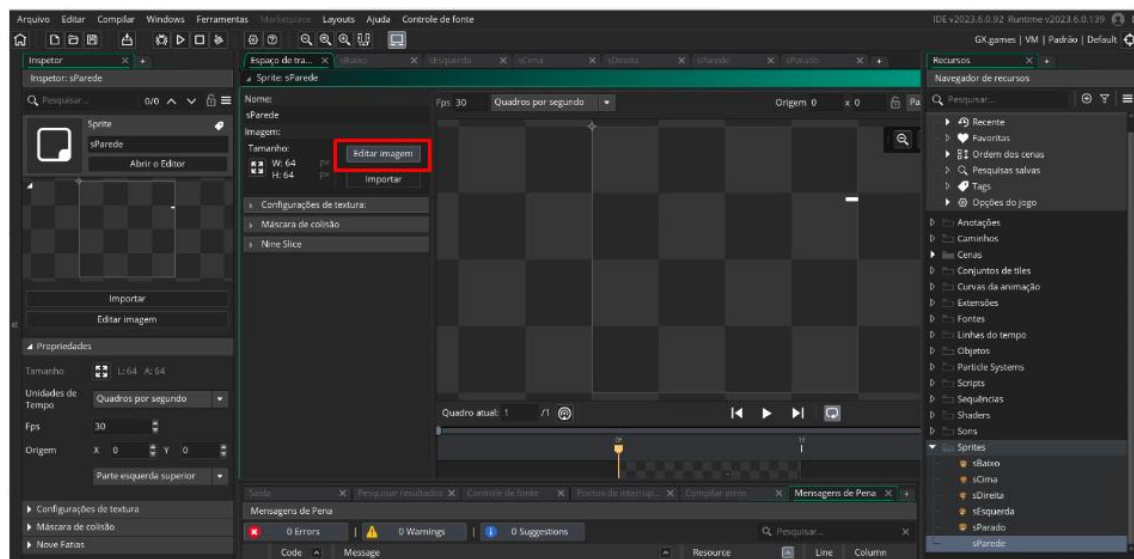 Arquivo Editar Compilar Windows Ferramentas Marketplace Layouts Ajuda Controle de fonte
IDE v2023.6.0.92 Runtime v2023.6.0.139
GX.games | VM | Padrão | Default
Inspetor
Inspetor: sParede
Pesquisar... 0/0
Sprite
sParede
Abrir o Editor
Importar
Editar imagem
Propriedades
Tamanho L: 64 A: 64
Unidades de Tempo Quadros por segundo
Fps 30
Origem X 0 Y 0
Parte esquerda superior
Configurações de textura
Máscara de colisão
Nove Fatias
Espaço de tra... sBaixo sEsquerda sCima sDireita sParede sParado
Sprite: sParede
Nome:
sParede
Imagem:
Tamanho:
W: 64 px
H: 64 px
Editar imagem
Importar
Configurações de textura:
Máscara de colisão
Nine Slice
Fps 30 Quadros por segundo Origem 0 x 0 Pa
Quadro atual: 1 /1
0F 1F
Saída Pesquisar resultados Controle de fonte Pontos de interrup... Compilar erros Mensagens de Pena
Mensagens de Pena
0 Errors | 0 Warnings | 0 Suggestions Pesquisar...
Code Message Resource Line Column
Recursos
Navegador de recursos
Pesquisar...
Recente
Favoritas
Ordem dos cenas
Pesquisas salvas
Tags
Opções do jogo
Anotações
Caminhos
Cenas
Conjuntos de tiles
Curvas da animação
Extensões
Fontes
Linhas do tempo
Objetos
Particle Systems
Scripts
Sequências
Shaders
Sons
Sprites
sBaixo
sCima
sDireita
sEsquerda
sParado
sParede